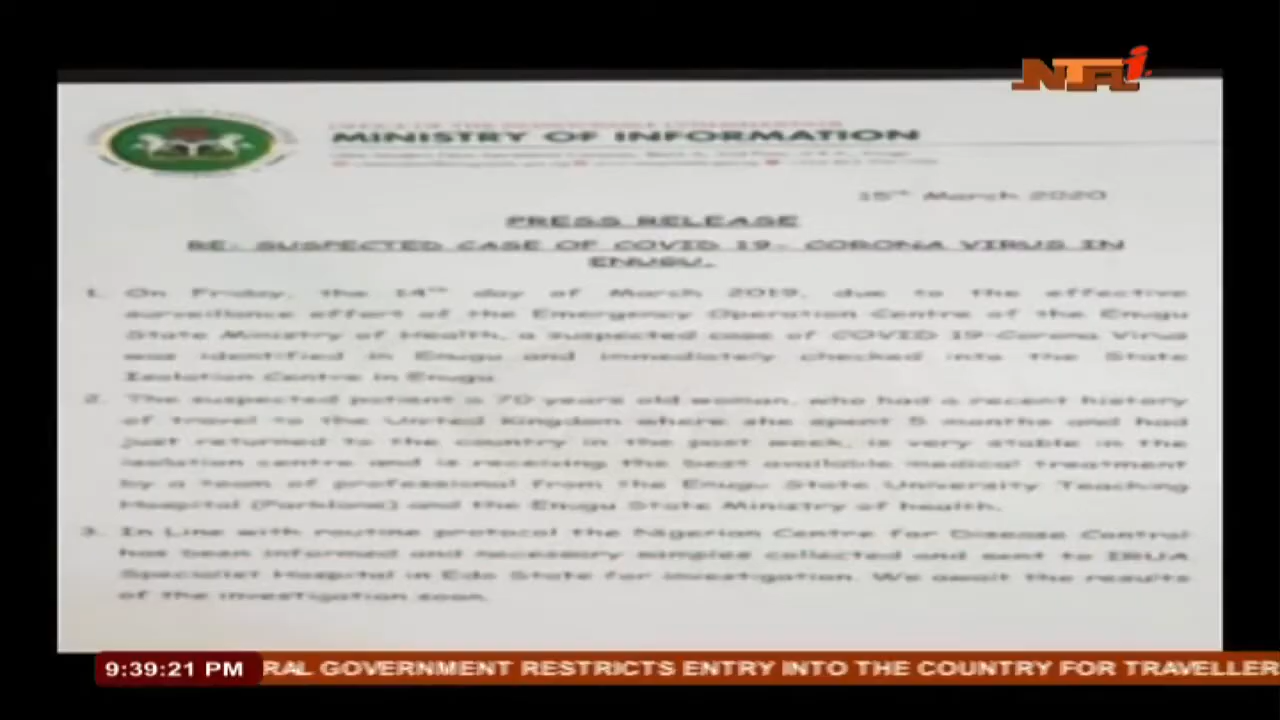 NTAi.
MINISTRY OF INFORMATION
15TH March 2020
PRESS RELEASE
RE: SUSPECTED CASE OF COVID 19- CORONA VIRUS IN
ENUGU.
1. On Friday, the 14TH day of March 2019, due to the effective
surveillance effort of the Emergency Operation Centre of the Enugu
State Ministry of Health, a suspected case of COVID 19-Corona Virus
was identified in Enugu and immediately checked into the State
Isolation Centre in Enugu
2. The suspected patient a 70 years old woman, who had a recent history
of travel to the United Kingdom where she spent 5 months and had
just returned to the country in the past week, is very stable in the
isolation centre and is receiving the best available medical treatment
by a team of professional from the Enugu State University Teaching
Hospital (Parklane) and the Enugu State Ministry of health.
3. In Line with routine protocol the Nigerian Centre for Disease Control
has been informed and necessary samples collected and sent to IRUA
Specialist Hospital in Edo State for investigation. We await the results
of the investigation soon.
9:39:21 PM RAL GOVERNMENT RESTRICTS ENTRY INTO THE COUNTRY FOR TRAVELLER